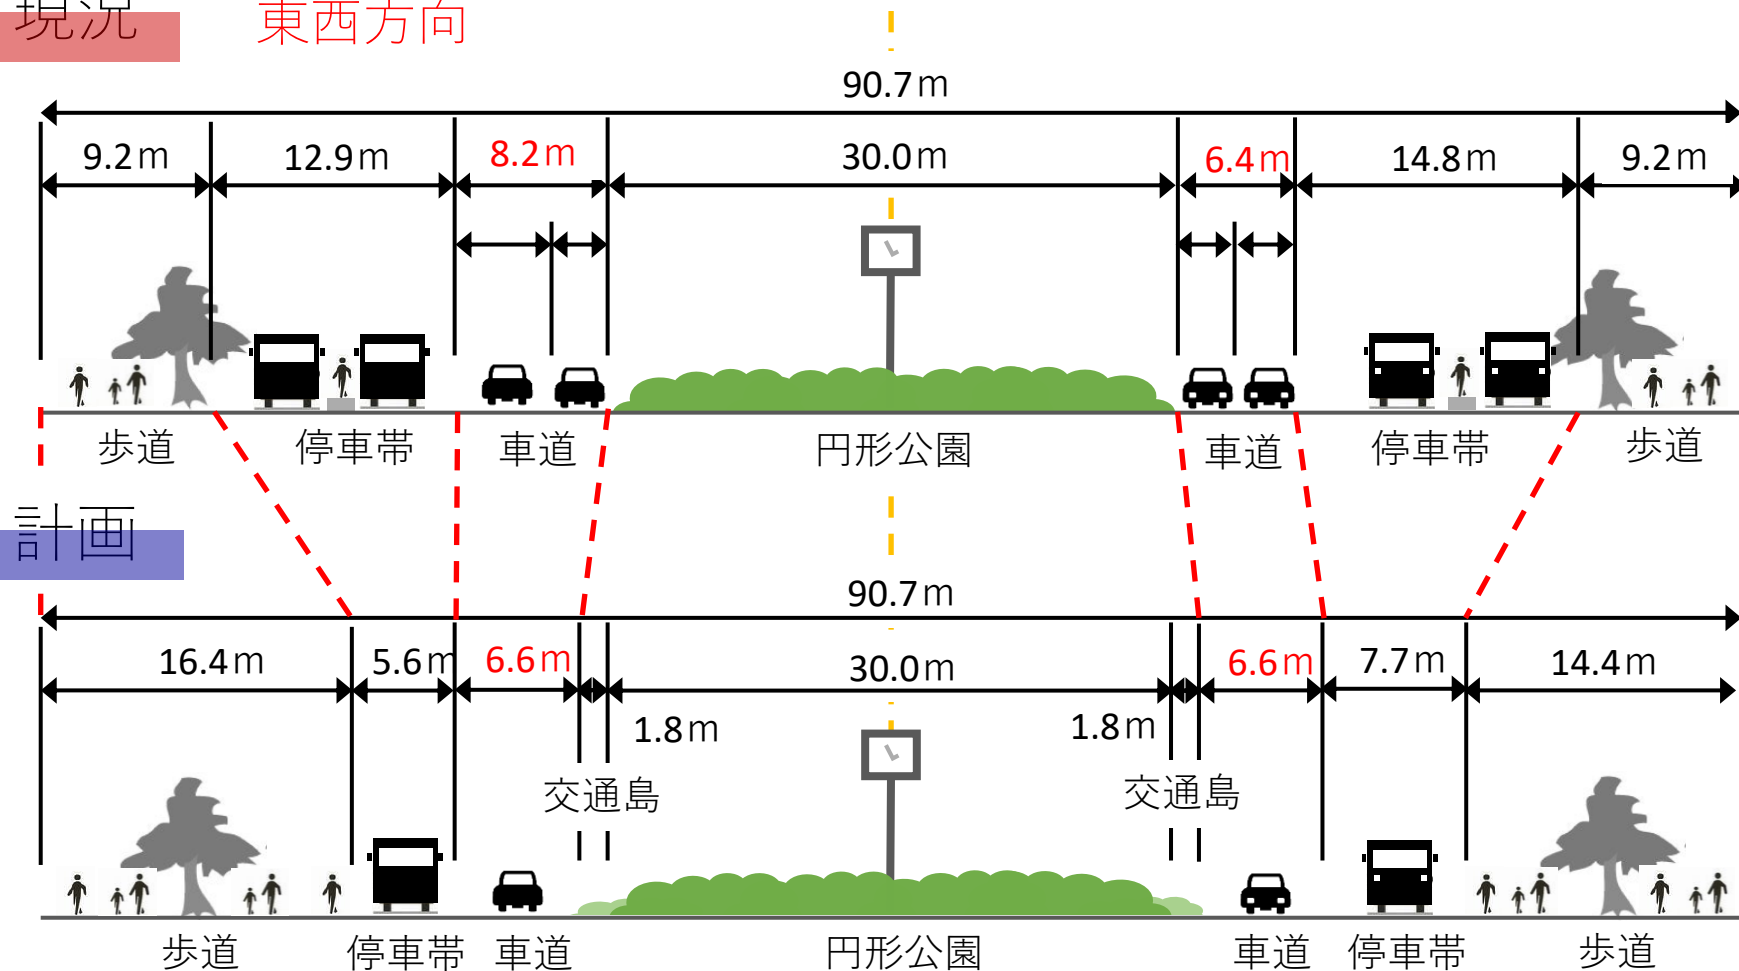 現況
東西方向
90.7m
9.2m
12.9m
8.2m
30.0m
6.4m
14.8m
9.2m
歩道
停車帯
車道
円形公園
車道
停車帯
歩道
計画
90.7m
16.4m
5.6m
6.6m
30.0m
6.6m
7.7m
14.4m
1.8m
1.8m
交通島
交通島
歩道
停車帯
車道
円形公園
車道
停車帯
歩道